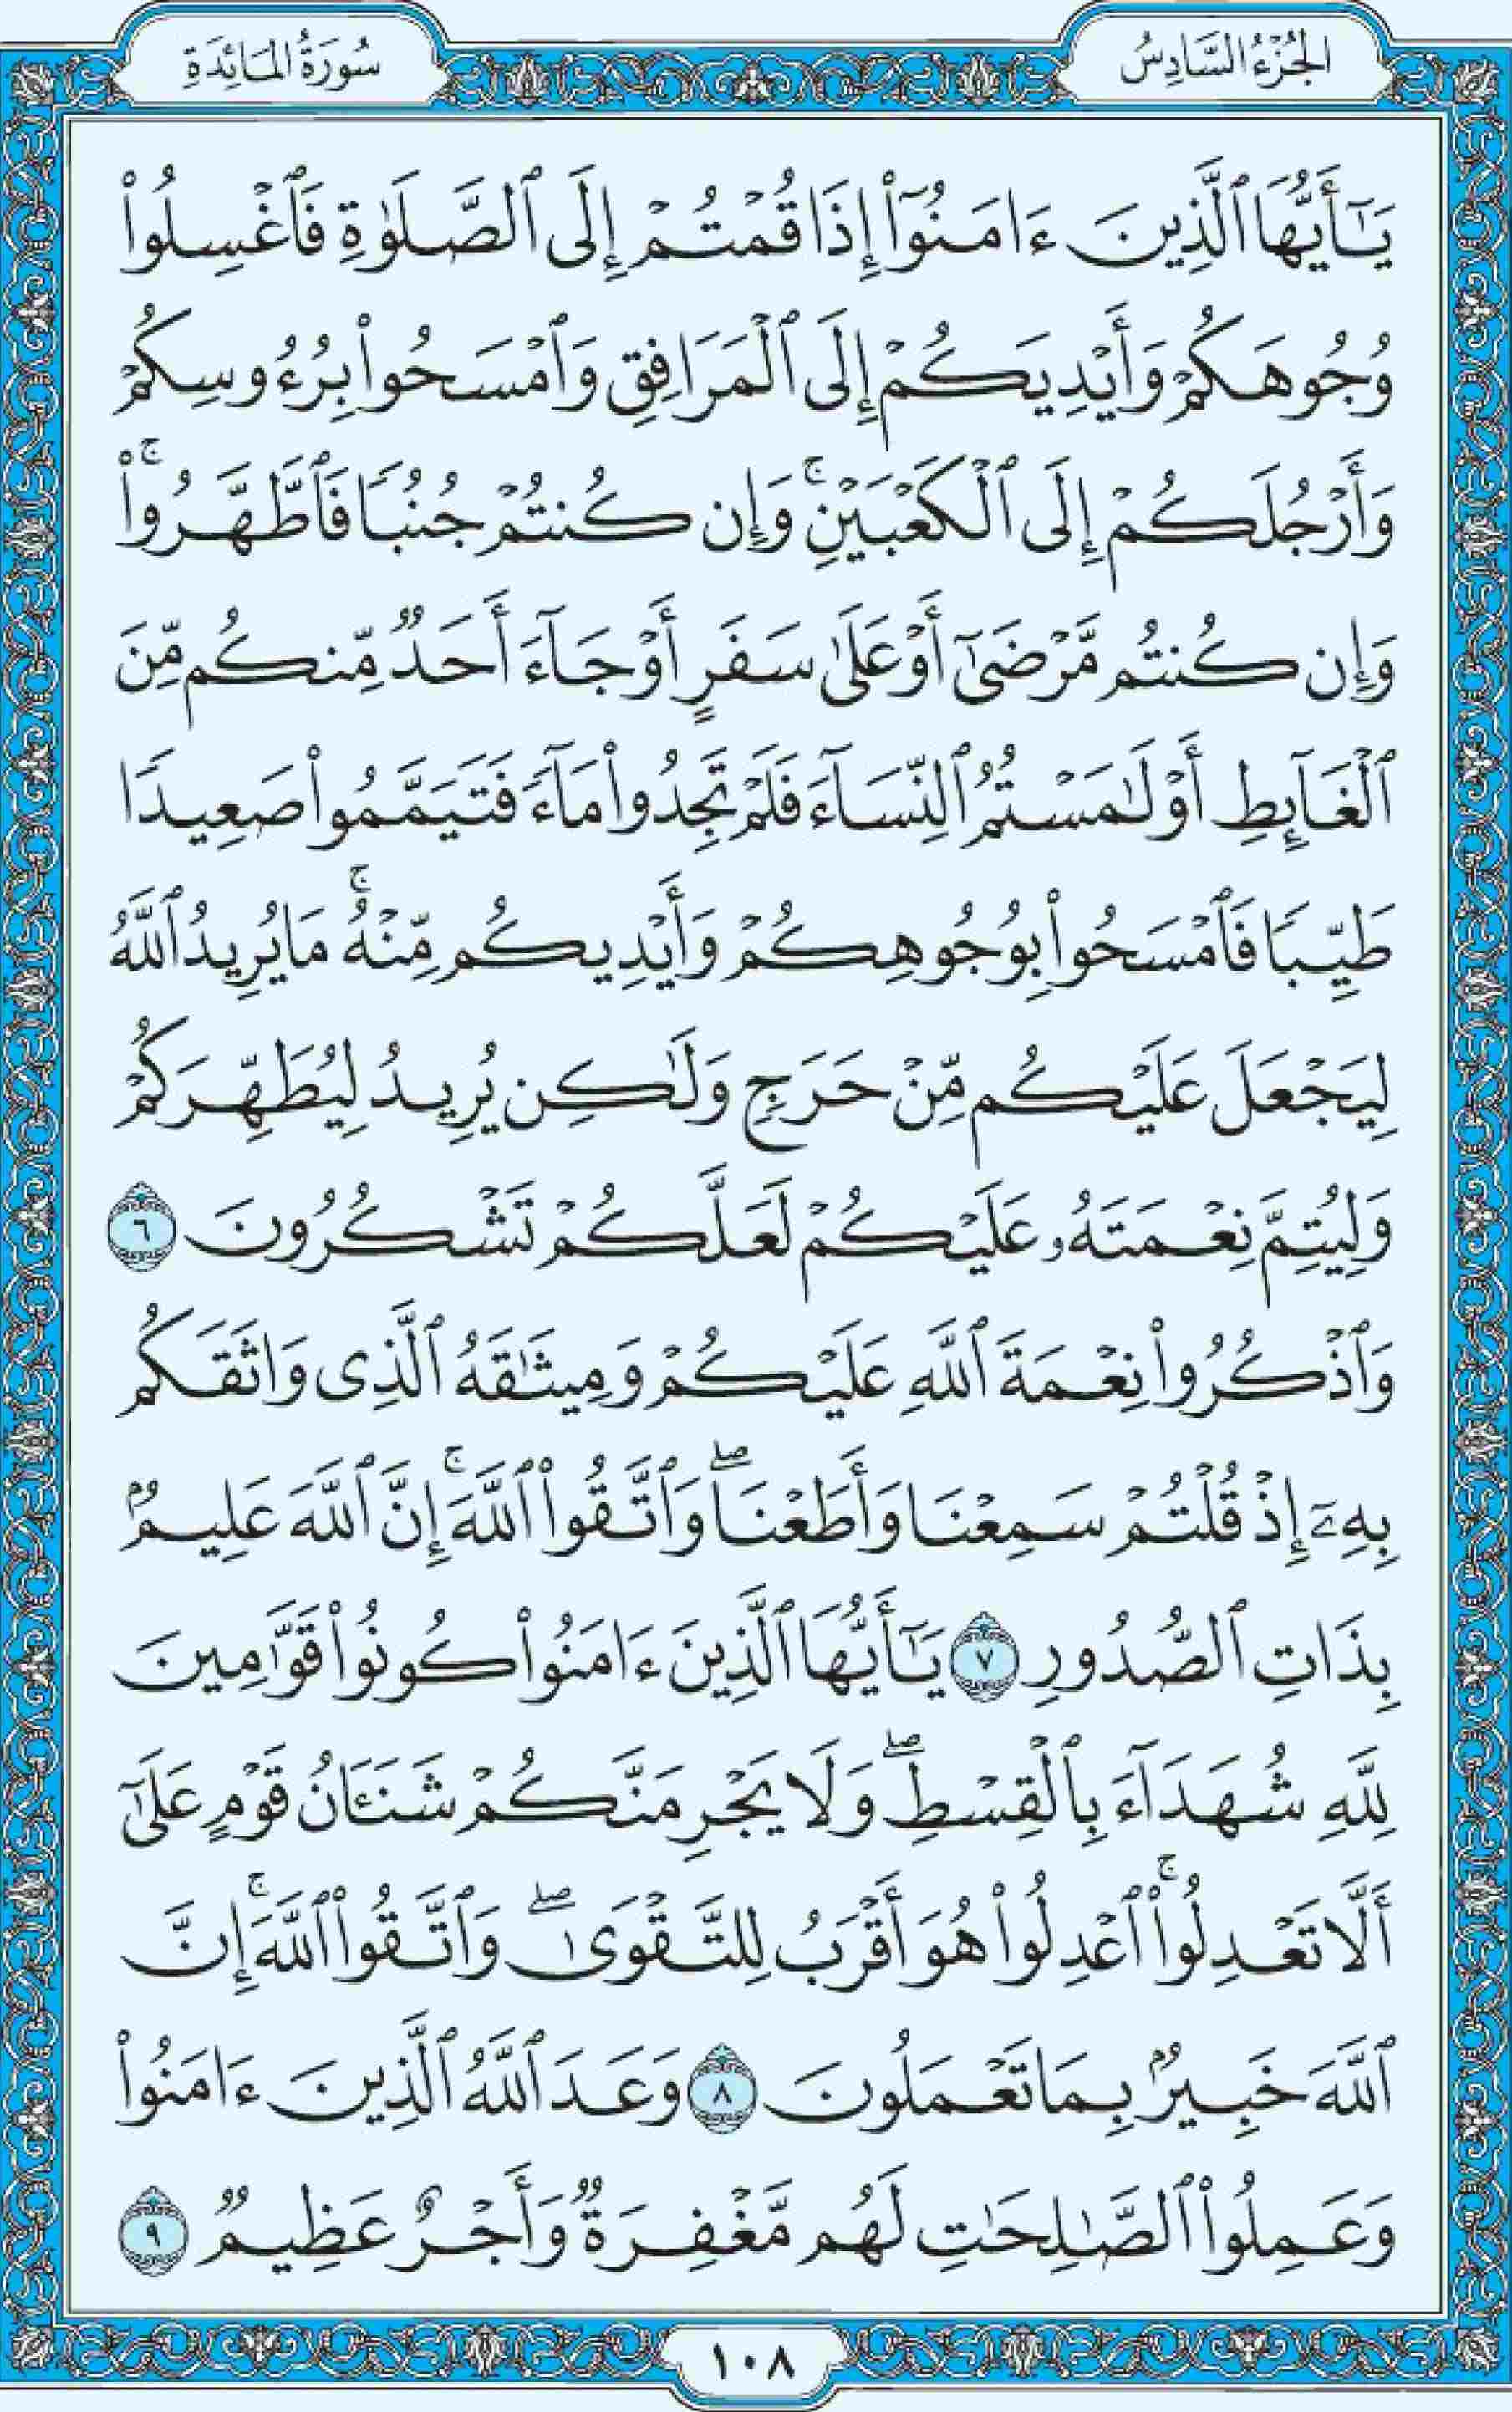 الجُزْءُ السَّادِسُ
سُورَةُ المَائِدَةِ
يَٰٓأَيُّهَا ٱلَّذِينَ ءَامَنُوٓا۟ إِذَا قُمْتُمْ إِلَى ٱلصَّلَوٰةِ فَٱغْسِلُوا۟
وُجُوهَكُمْ وَأَيْدِيَكُمْ إِلَى ٱلْمَرَافِقِ وَٱمْسَحُوا۟ بِرُءُوسِكُمْ
وَأَرْجُلَكُمْ إِلَى ٱلْكَعْبَيْنِ ۚ وَإِن كُنتُمْ جُنُبًا فَٱطَّهَّرُوا۟ ۚ
وَإِن كُنتُم مَّرْضَىٰٓ أَوْ عَلَىٰ سَفَرٍ أَوْ جَآءَ أَحَدٌ مِّنكُم مِّنَ
ٱلْغَآئِطِ أَوْ لَٰمَسْتُمُ ٱلنِّسَآءَ فَلَمْ تَجِدُوا۟ مَآءً فَتَيَمَّمُوا۟ صَعِيدًا
طَيِّبًا فَٱمْسَحُوا۟ بِوُجُوهِكُمْ وَأَيْدِيكُم مِّنْهُ ۚ مَا يُرِيدُ ٱللَّهُ
لِيَجْعَلَ عَلَيْكُم مِّنْ حَرَجٍ وَلَٰكِن يُرِيدُ لِيُطَهِّرَكُمْ
وَلِيُتِمَّ نِعْمَتَهُۥ عَلَيْكُمْ لَعَلَّكُمْ تَشْكُرُونَ ٦
وَٱذْكُرُوا۟ نِعْمَةَ ٱللَّهِ عَلَيْكُمْ وَمِيثَٰقَهُ ٱلَّذِى وَاثَقَكُم
بِهِۦٓ إِذْ قُلْتُمْ سَمِعْنَا وَأَطَعْنَا ۖ وَٱتَّقُوا۟ ٱللَّهَ ۚ إِنَّ ٱللَّهَ عَلِيمٌۢ
بِذَاتِ ٱلصُّدُورِ ٧ يَٰٓأَيُّهَا ٱلَّذِينَ ءَامَنُوا۟ كُونُوا۟ قَوَّٰمِينَ
لِلَّهِ شُهَدَآءَ بِٱلْقِسْطِ ۖ وَلَا يَجْرِمَنَّكُمْ شَنَـَٔانُ قَوْمٍ عَلَىٰٓ
أَلَّا تَعْدِلُوا۟ ۚ ٱعْدِلُوا۟ هُوَ أَقْرَبُ لِلتَّقْوَىٰ ۖ وَٱتَّقُوا۟ ٱللَّهَ ۚ إِنَّ
ٱللَّهَ خَبِيرٌۢ بِمَا تَعْمَلُونَ ٨ وَعَدَ ٱللَّهُ ٱلَّذِينَ ءَامَنُوا۟
وَعَمِلُوا۟ ٱلصَّٰلِحَٰتِ لَهُم مَّغْفِرَةٌ وَأَجْرٌ عَظِيمٌ ٩
١٠٨